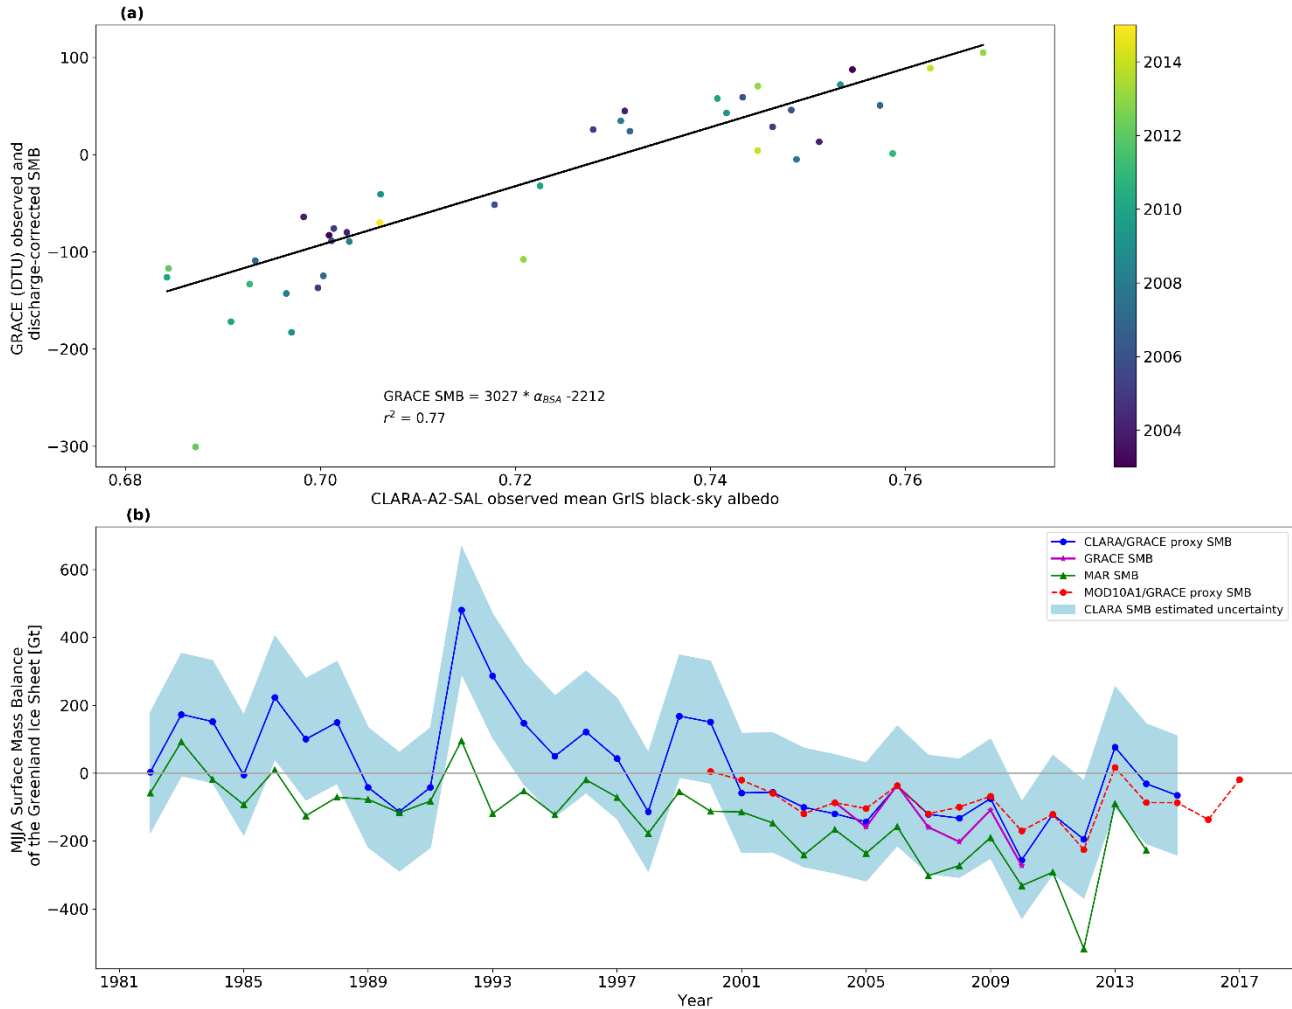 (a)
GRACE (DTU) observed and
discharge-corrected SMB
100
0
−100
−200
−300
GRACE SMB = 3027 * α_BSA -2212
r² = 0.77
0.68 0.70 0.72 0.74 0.76
CLARA-A2-SAL observed mean GrIS black-sky albedo
2014
2012
2010
2008
2006
2004
(b)
MJJA Surface Mass Balance
of the Greenland Ice Sheet [Gt]
600
400
200
0
−200
−400
CLARA/GRACE proxy SMB
GRACE SMB
MAR SMB
MOD10A1/GRACE proxy SMB
CLARA SMB estimated uncertainty
1981 1985 1989 1993 1997 2001 2005 2009 2013 2017
Year